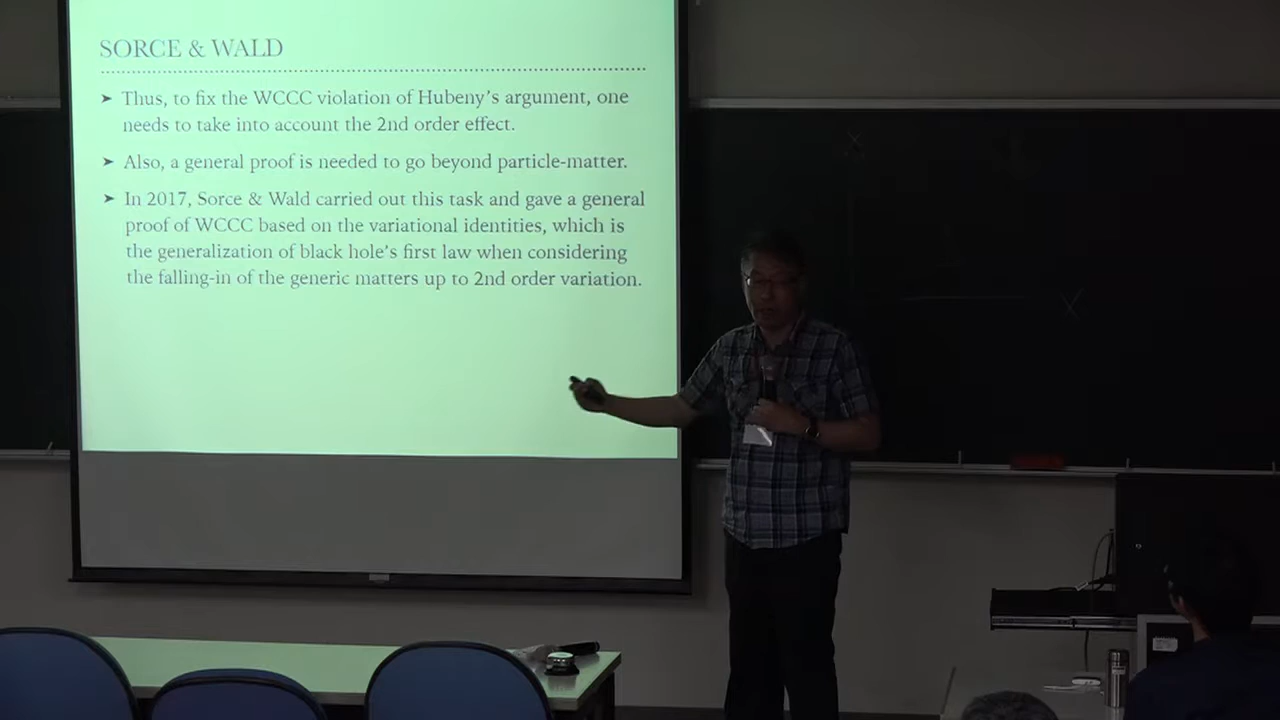 SORCE & WALD
➤ Thus, to fix the WCCC violation of Hubeny's argument, one
needs to take into account the 2nd order effect.
➤ Also, a general proof is needed to go beyond particle-matter.
➤ In 2017, Sorce & Wald carried out this task and gave a general
proof of WCCC based on the variational identities, which is
the generalization of black hole's first law when considering
the falling-in of the generic matters up to 2nd order variation.